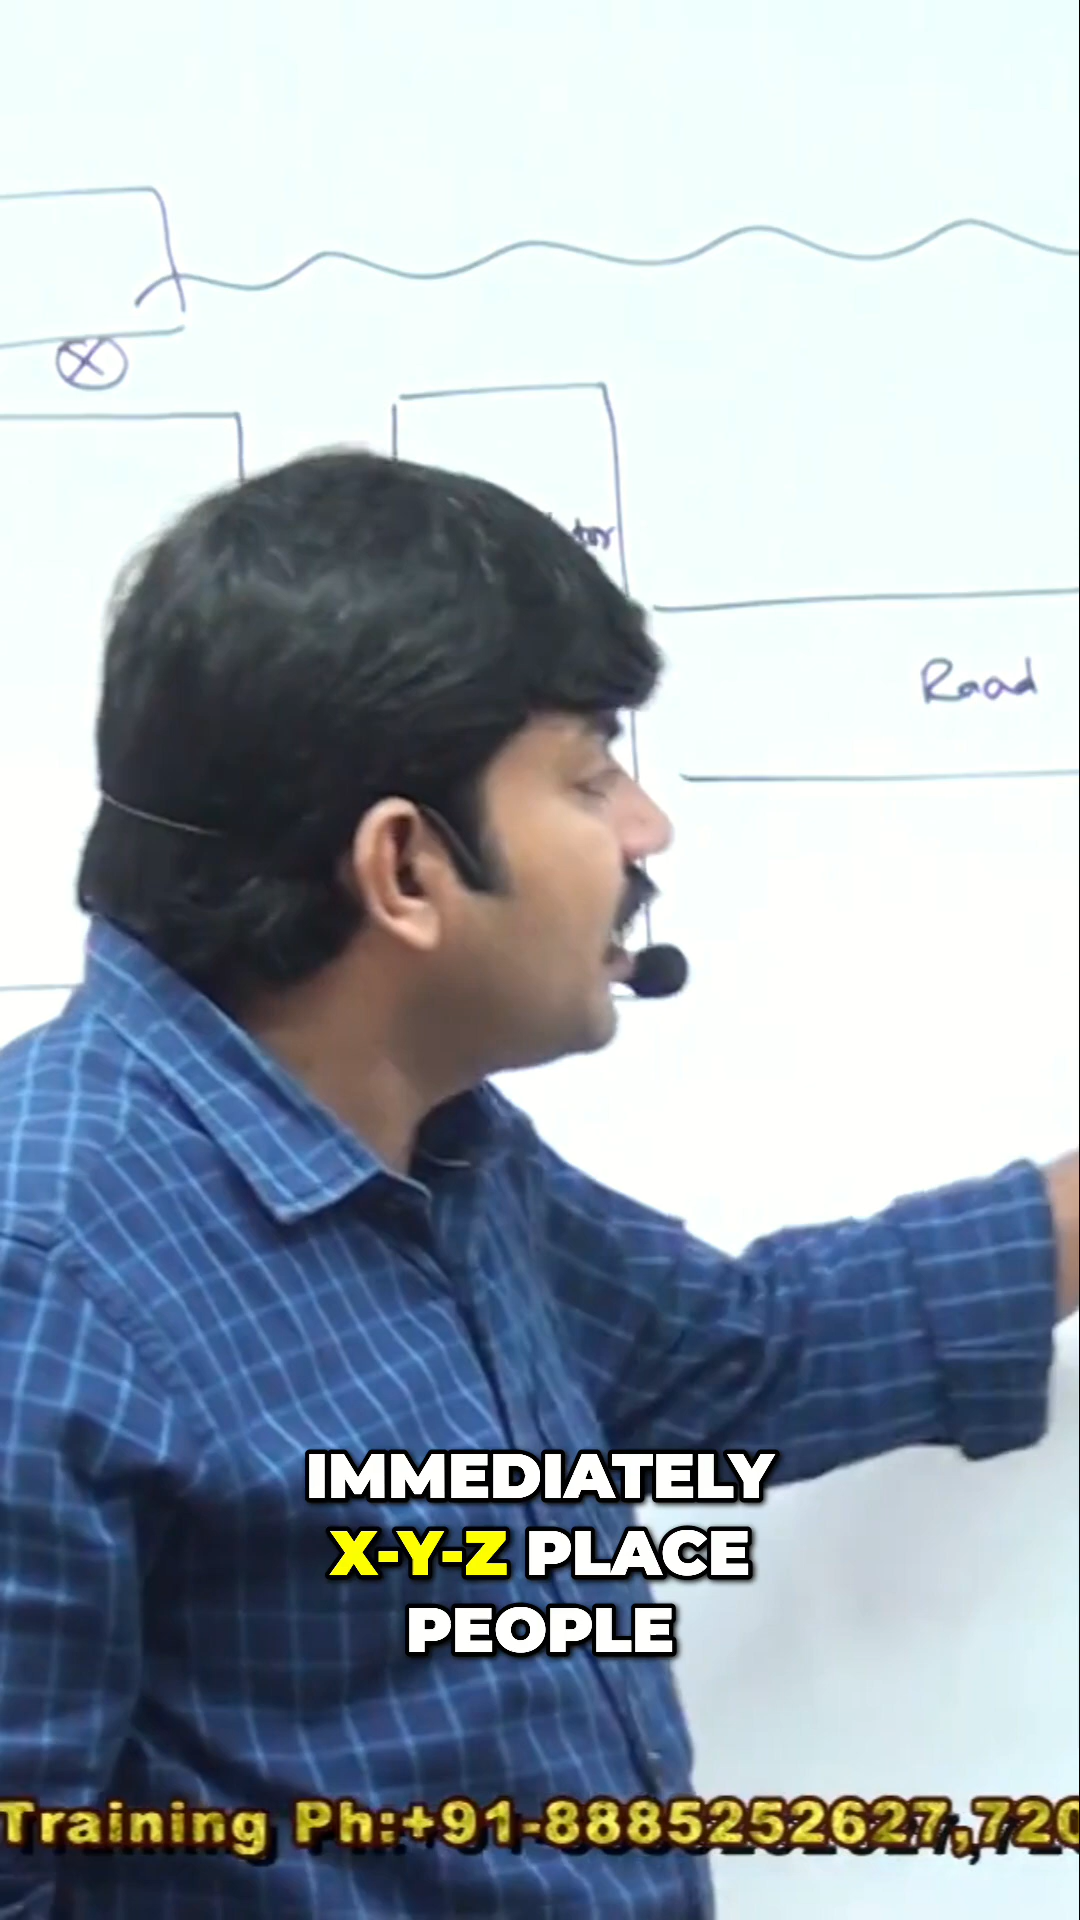 Road
IMMEDIATELY
X-Y-Z PLACE
PEOPLE
Training Ph:+91-8885252627,720